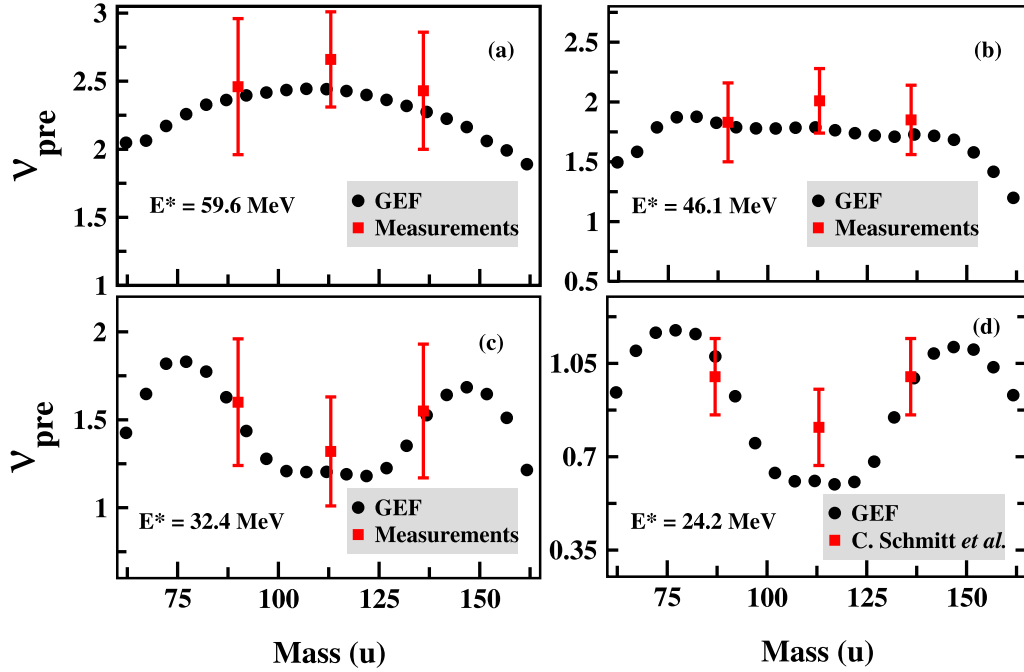 3
2.5
2
1.5
1
ν pre
(a)
E* = 59.6 MeV
GEF
Measurements
2.5
2
1.5
1
0.5
(b)
E* = 46.1 MeV
GEF
Measurements
2
1.5
1
ν pre
(c)
E* = 32.4 MeV
GEF
Measurements
75 100 125 150
Mass (u)
1.05
0.7
0.35
(d)
E* = 24.2 MeV
GEF
C. Schmitt et al.
75 100 125 150
Mass (u)